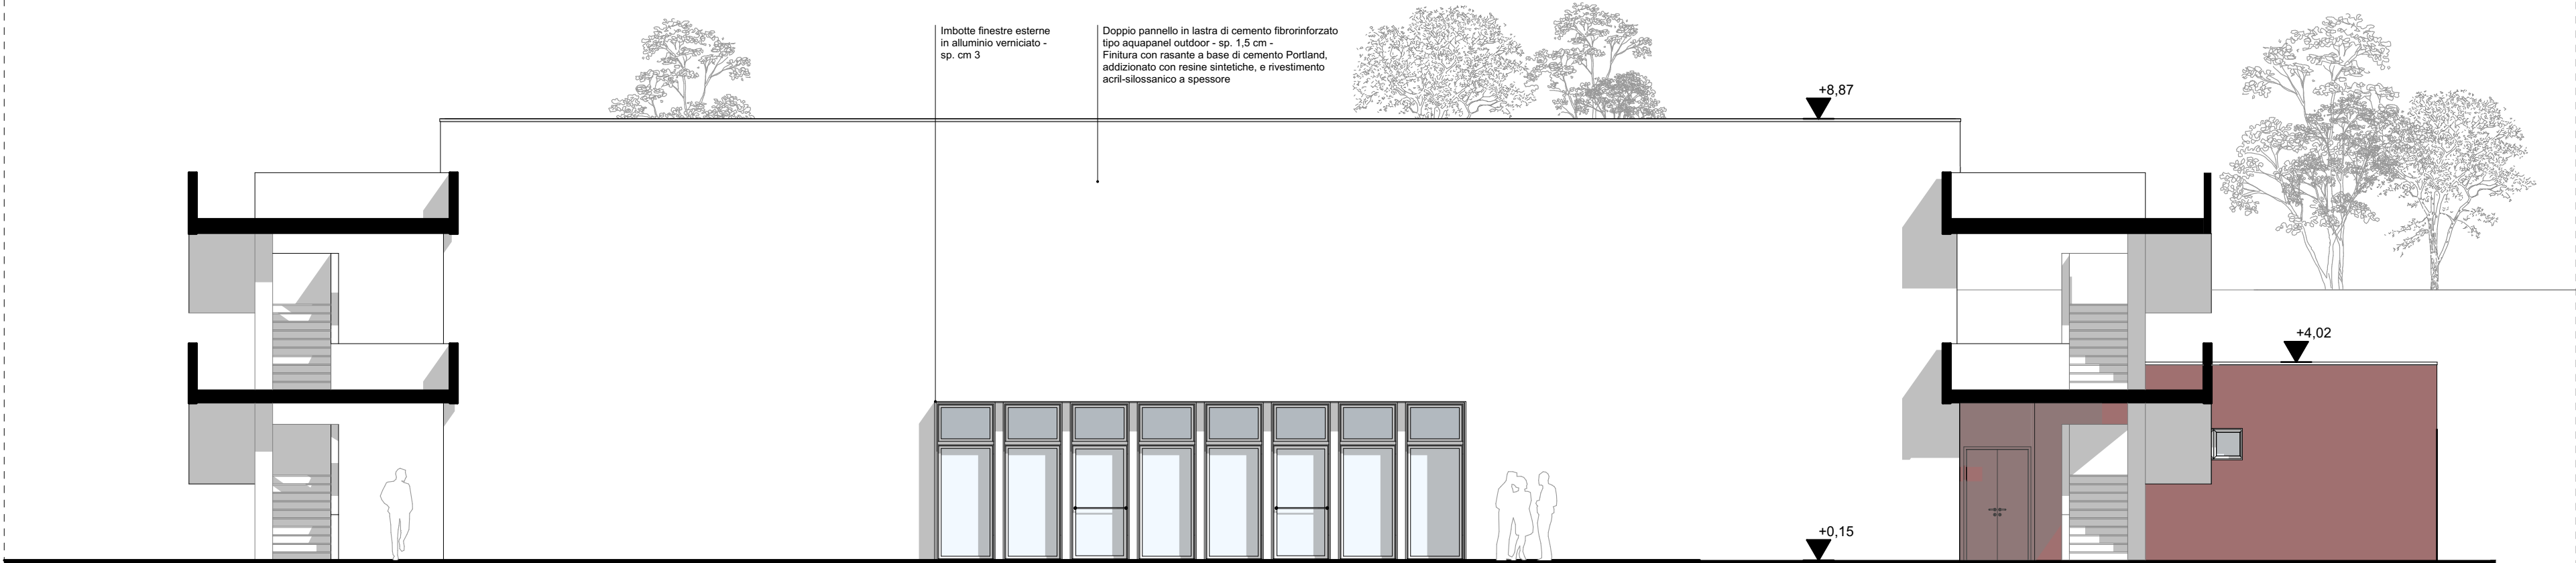 Imbotte finestre esterne
in alluminio verniciato -
sp. cm 3
Doppio pannello in lastra di cemento fibrorinforzato
tipo aquapanel outdoor - sp. 1,5 cm -
Finitura con rasante a base di cemento Portland,
addizionato con resine sintetiche, e rivestimento
acril-silossanico a spessore
+8,87
+4,02
+0,15